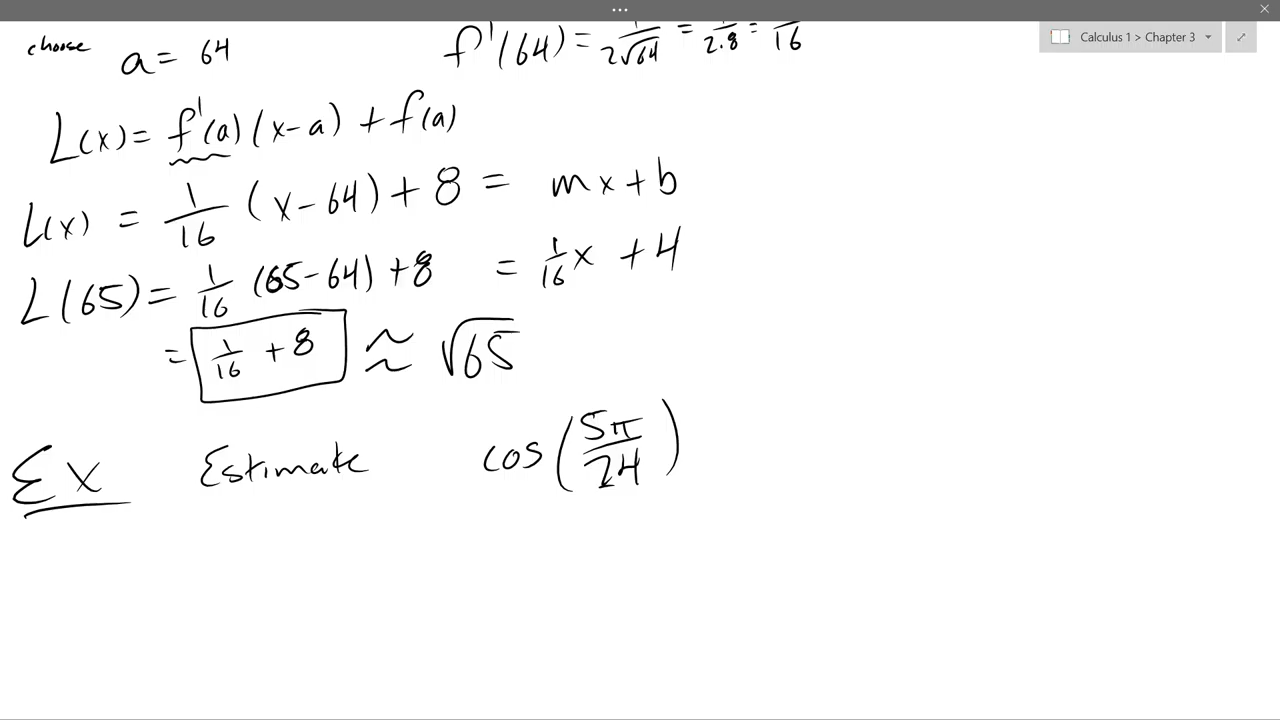 Calculus 1 > Chapter 3
choose a = 64 f'(64) = 1/(2√64) = 1/(2·8) = 1/16
L(x) = f'(a)(x-a) + f(a)
L(x) = 1/16 (x-64) + 8 = mx+b
L(65) = 1/16 (65-64) + 8 = 1/16 x + 4
= 1/16 + 8 ≈ √65
Ex Estimate cos(5π/24)